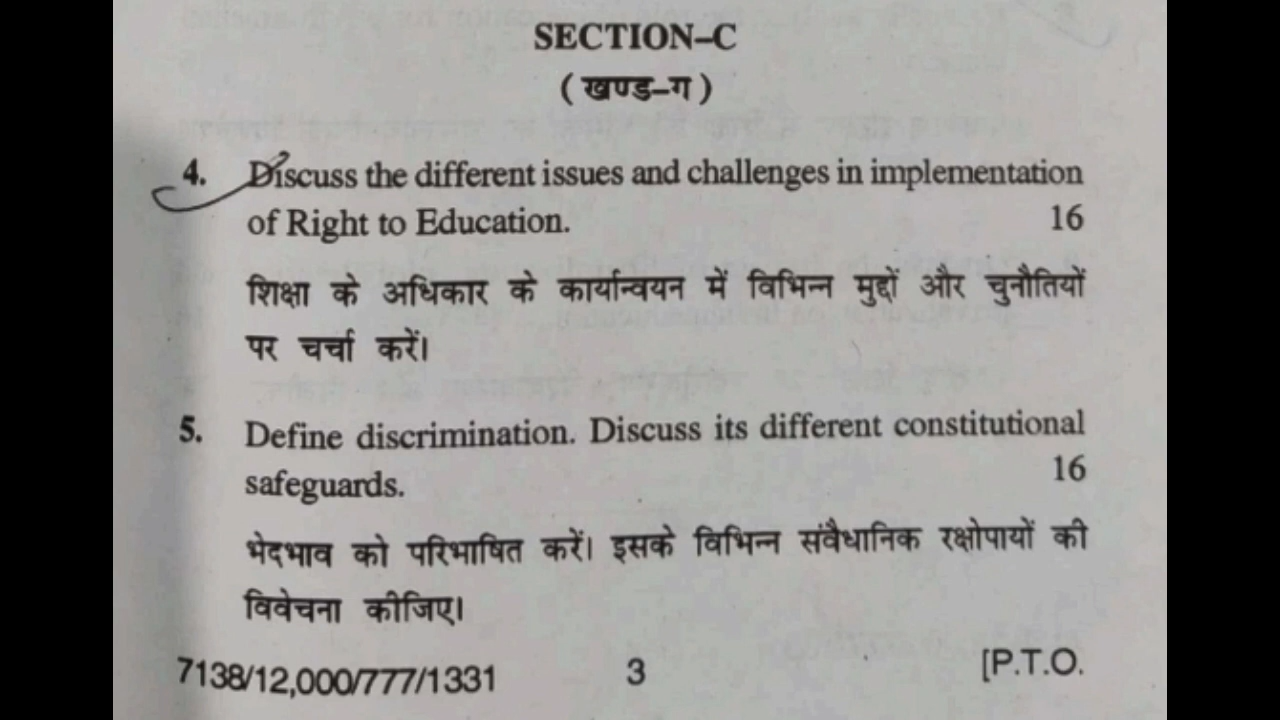 SECTION–C
( खण्ड–ग )
4. Discuss the different issues and challenges in implementation
of Right to Education. 16
शिक्षा के अधिकार के कार्यान्वयन में विभिन्न मुद्दों और चुनौतियों
पर चर्चा करें।
5. Define discrimination. Discuss its different constitutional
safeguards. 16
भेदभाव को परिभाषित करें। इसके विभिन्न संवैधानिक रक्षोपायों की
विवेचना कीजिए।
7138/12,000/777/1331 3 [P.T.O.